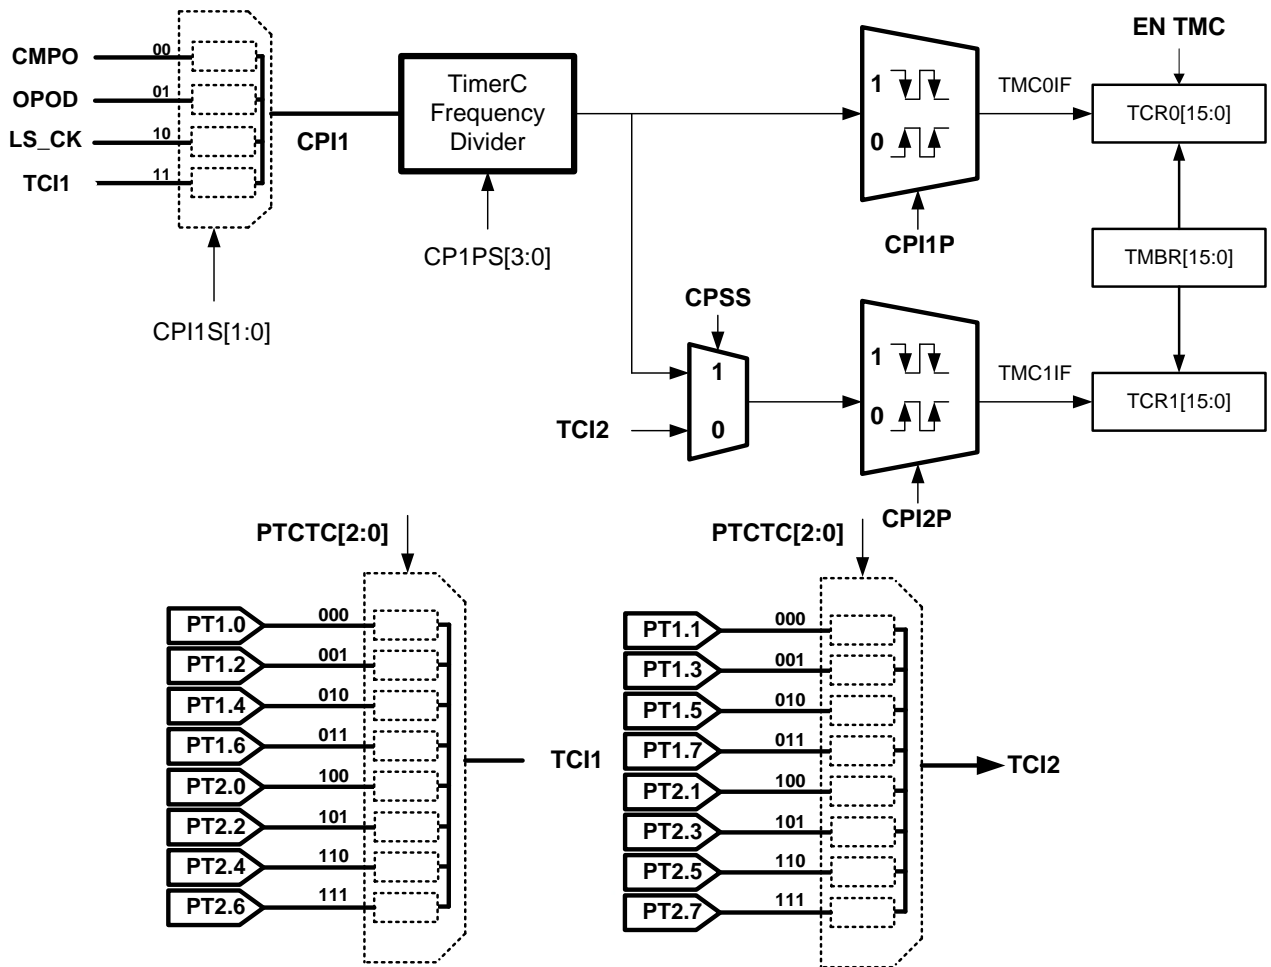 EN TMC
CMPO
00
OPOD
01
LS_CK
10
TCI1
11
CPI1
TimerC
Frequency
Divider
1
0
TMC0IF
TCR0[15:0]
CPI1P
CP1PS[3:0]
TMBR[15:0]
CPI1S[1:0]
CPSS
1
0
TCI2
1
0
TMC1IF
TCR1[15:0]
CPI2P
PTCTC[2:0]
PT1.0
000
PT1.2
001
PT1.4
010
PT1.6
011
PT2.0
100
PT2.2
101
PT2.4
110
PT2.6
111
TCI1
PTCTC[2:0]
PT1.1
000
PT1.3
001
PT1.5
010
PT1.7
011
PT2.1
100
PT2.3
101
PT2.5
110
PT2.7
111
TCI2